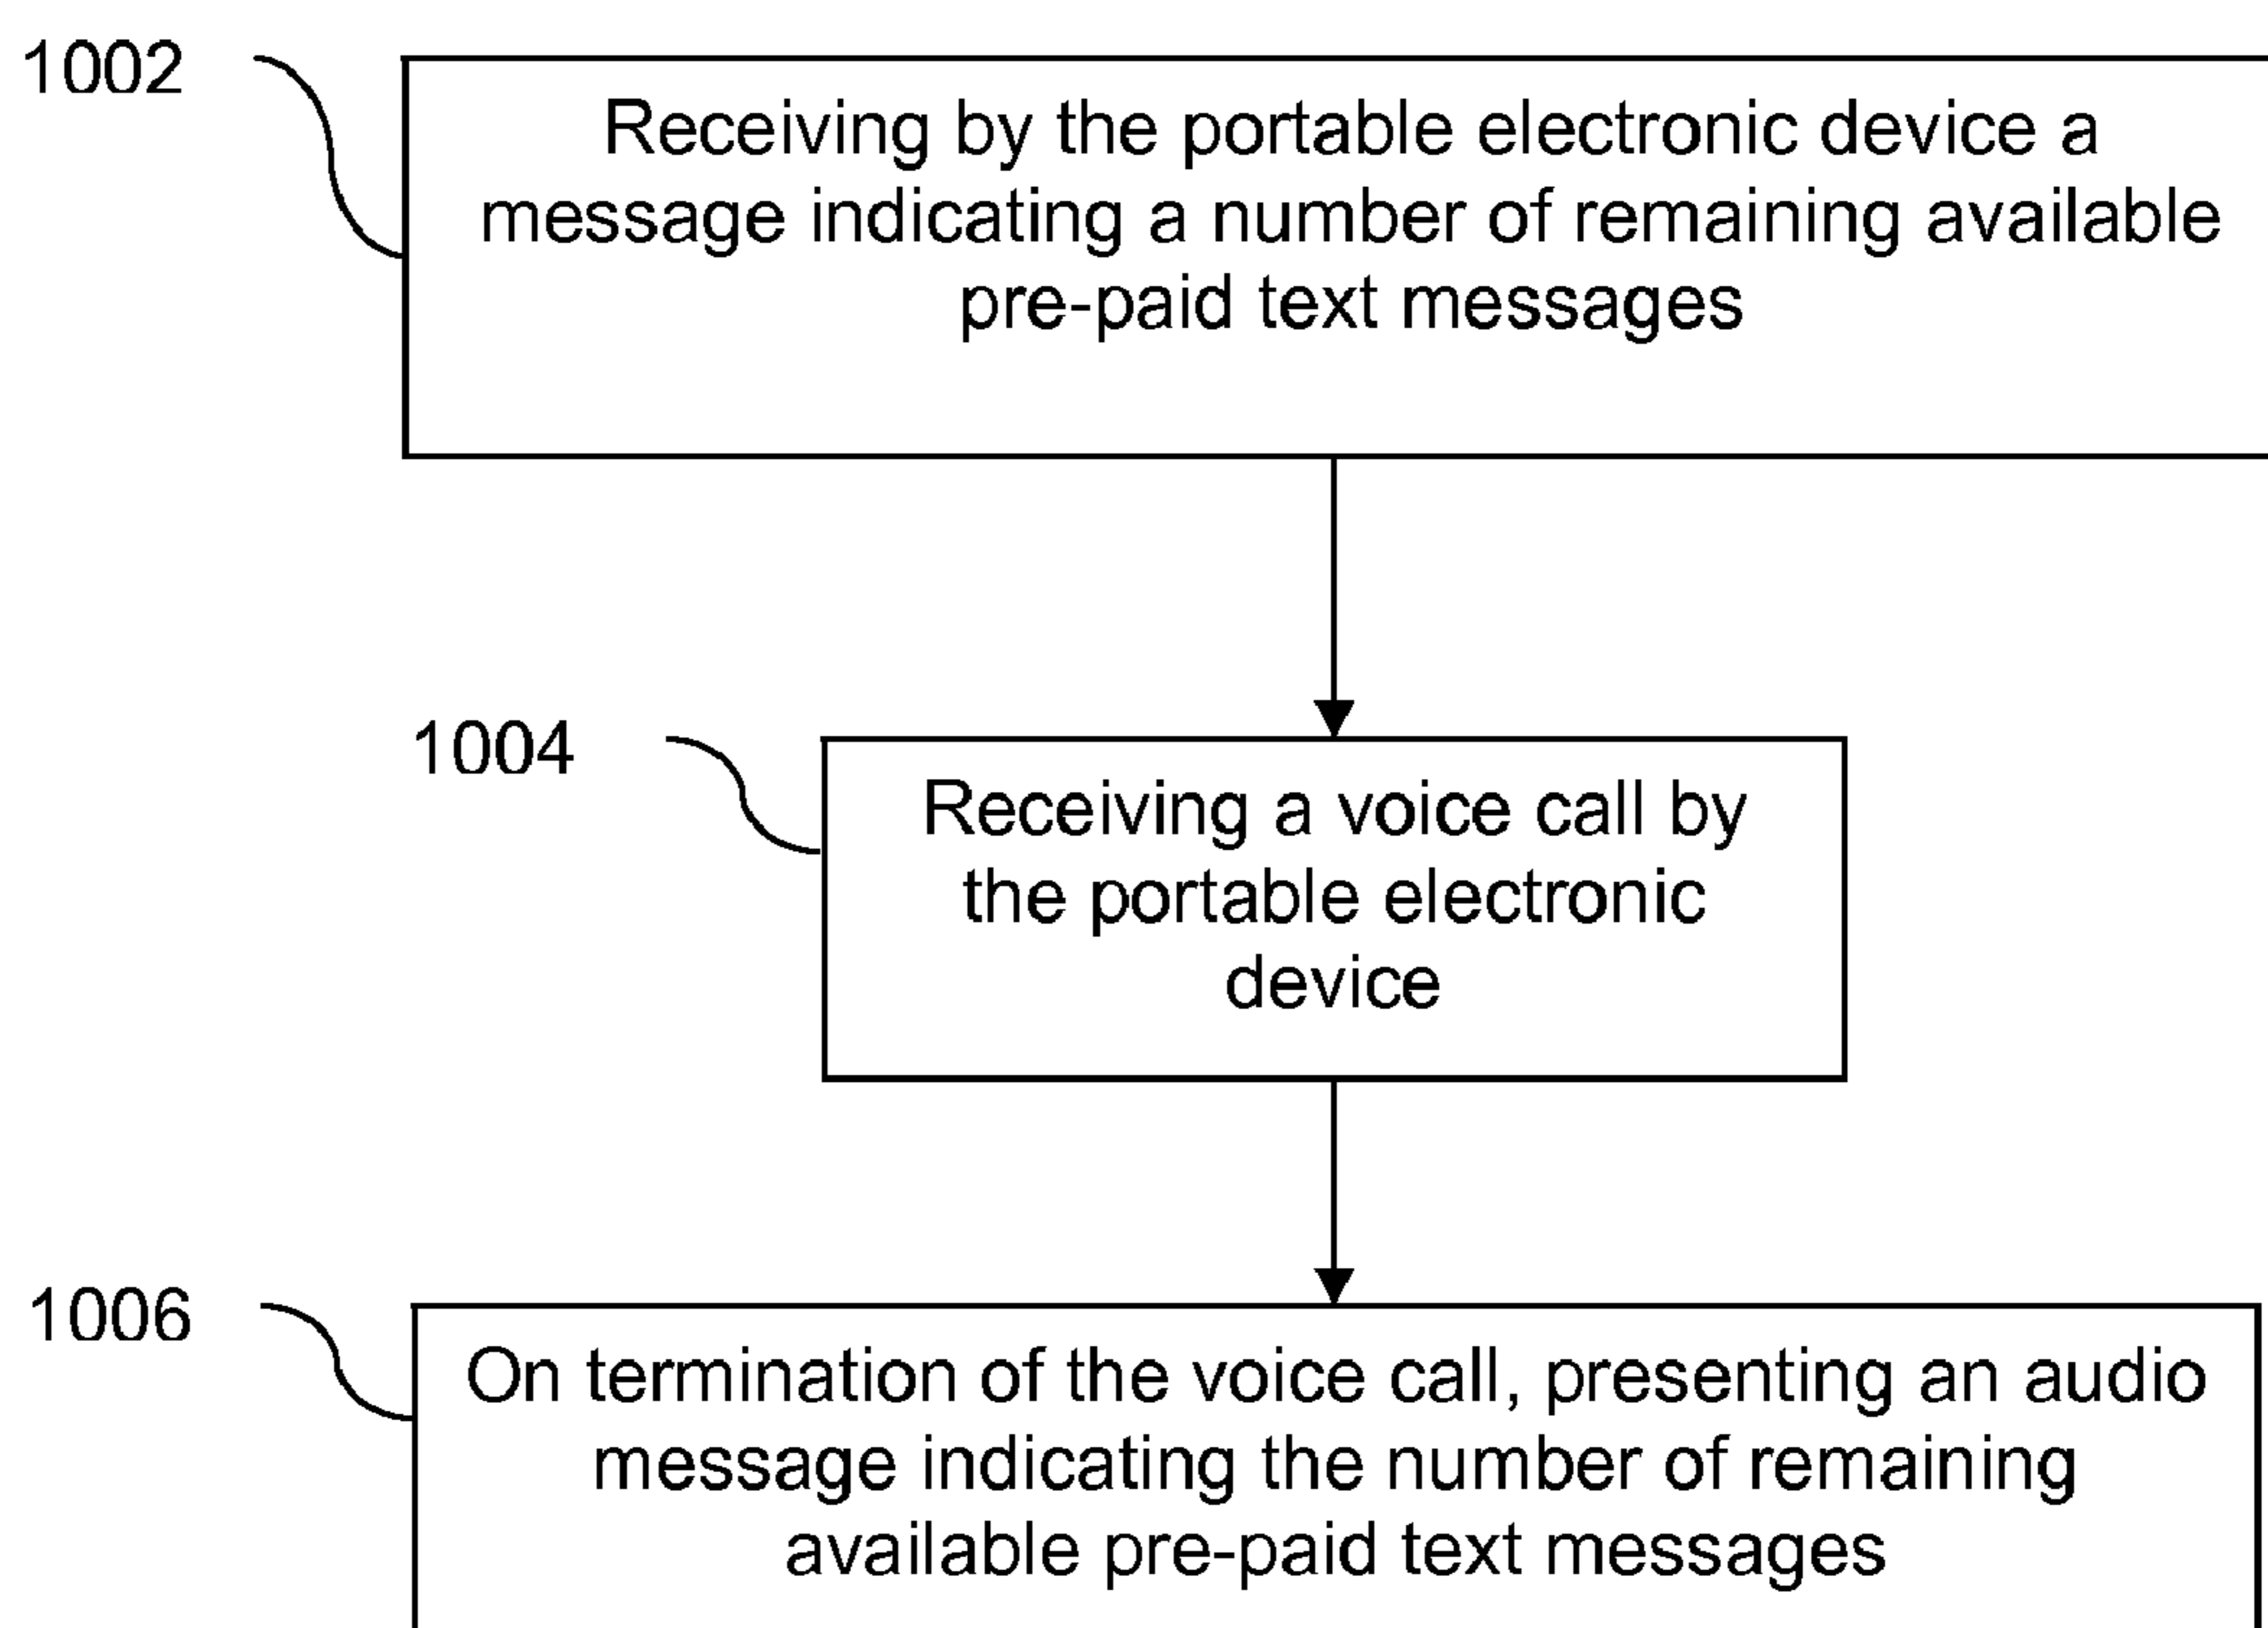 1002
Receiving by the portable electronic device a
message indicating a number of remaining available
pre-paid text messages
1004
Receiving a voice call by
the portable electronic
device
1006
On termination of the voice call, presenting an audio
message indicating the number of remaining
available pre-paid text messages